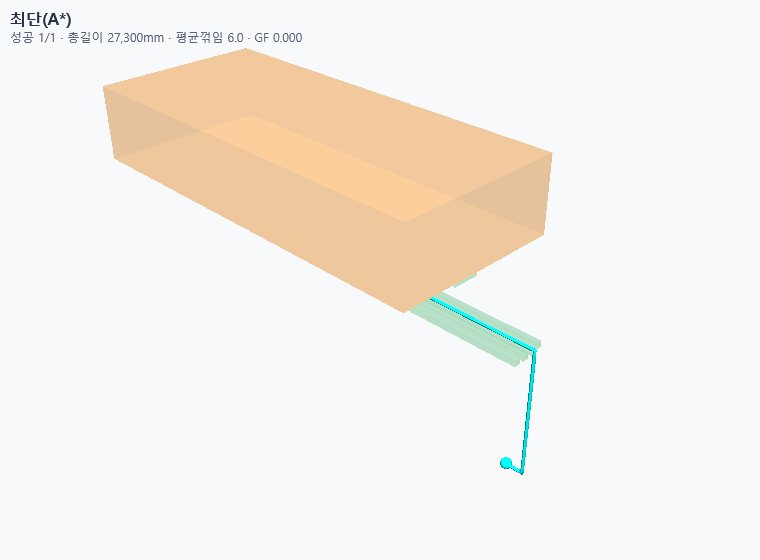 최단(A*)
성공 1/1 · 총길이 27,300mm · 평균꺾임 6.0 · GF 0.000